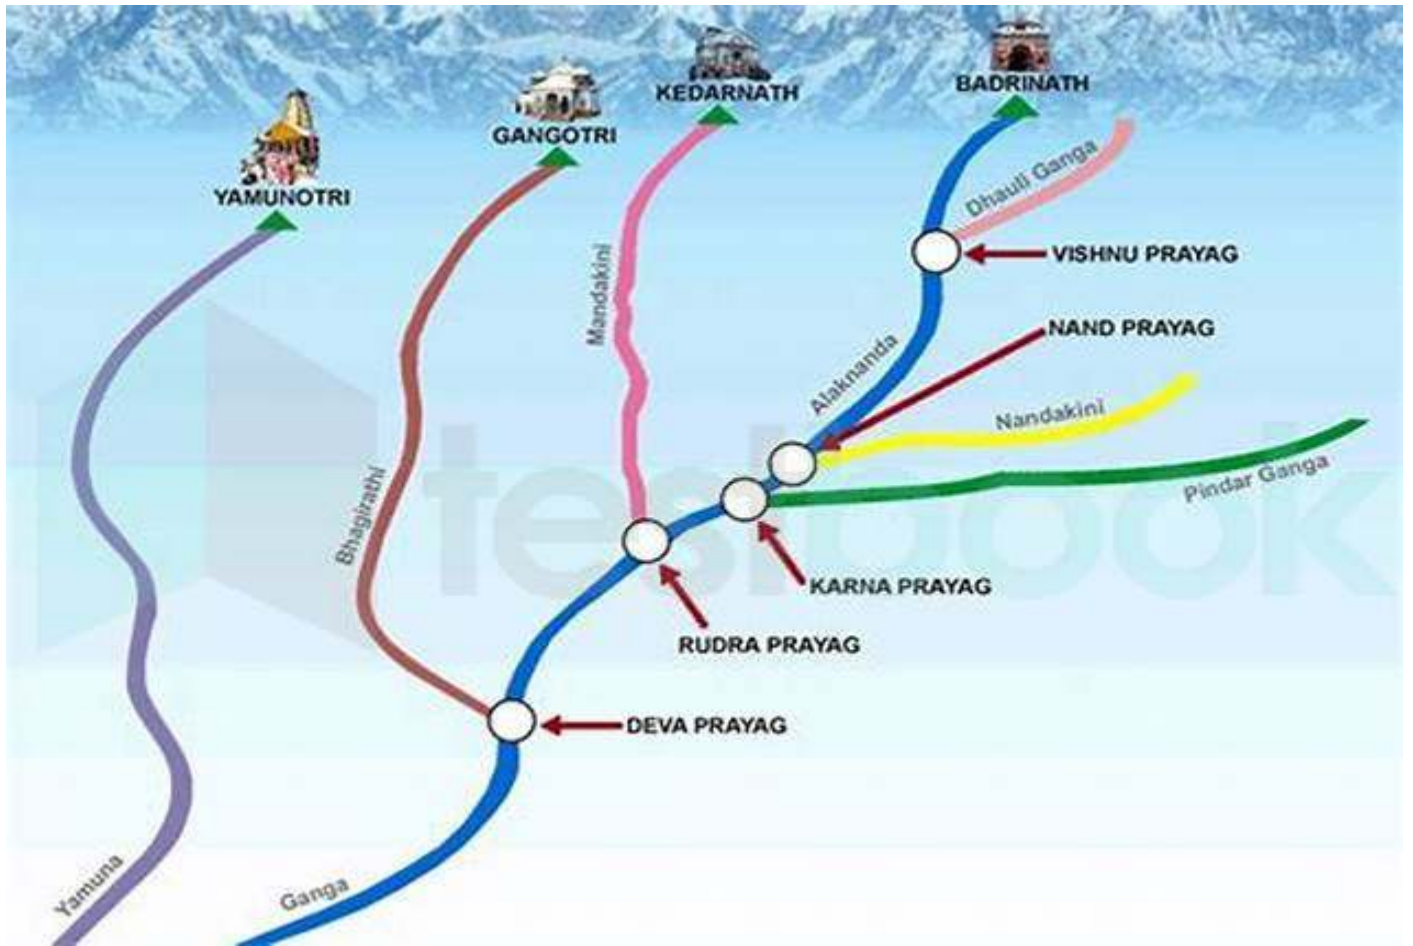 BADRINATH
KEDARNATH
GANGOTRI
YAMUNOTRI
Dhauli Ganga
VISHNU PRAYAG
Mandakini
NAND PRAYAG
Alaknanda
Nandakini
Pindar Ganga
Bhagirathi
testbook
KARNA PRAYAG
RUDRA PRAYAG
DEVA PRAYAG
Yamuna
Ganga